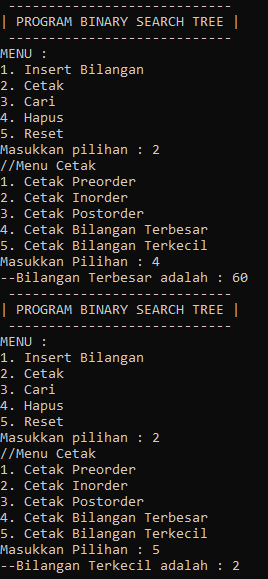 ----------------------------
| PROGRAM BINARY SEARCH TREE |
----------------------------
MENU :
1. Insert Bilangan
2. Cetak
3. Cari
4. Hapus
5. Reset
Masukkan pilihan : 2
//Menu Cetak
1. Cetak Preorder
2. Cetak Inorder
3. Cetak Postorder
4. Cetak Bilangan Terbesar
5. Cetak Bilangan Terkecil
Masukkan Pilihan : 4
--Bilangan Terbesar adalah : 60
----------------------------
| PROGRAM BINARY SEARCH TREE |
----------------------------
MENU :
1. Insert Bilangan
2. Cetak
3. Cari
4. Hapus
5. Reset
Masukkan pilihan : 2
//Menu Cetak
1. Cetak Preorder
2. Cetak Inorder
3. Cetak Postorder
4. Cetak Bilangan Terbesar
5. Cetak Bilangan Terkecil
Masukkan Pilihan : 5
--Bilangan Terkecil adalah : 2